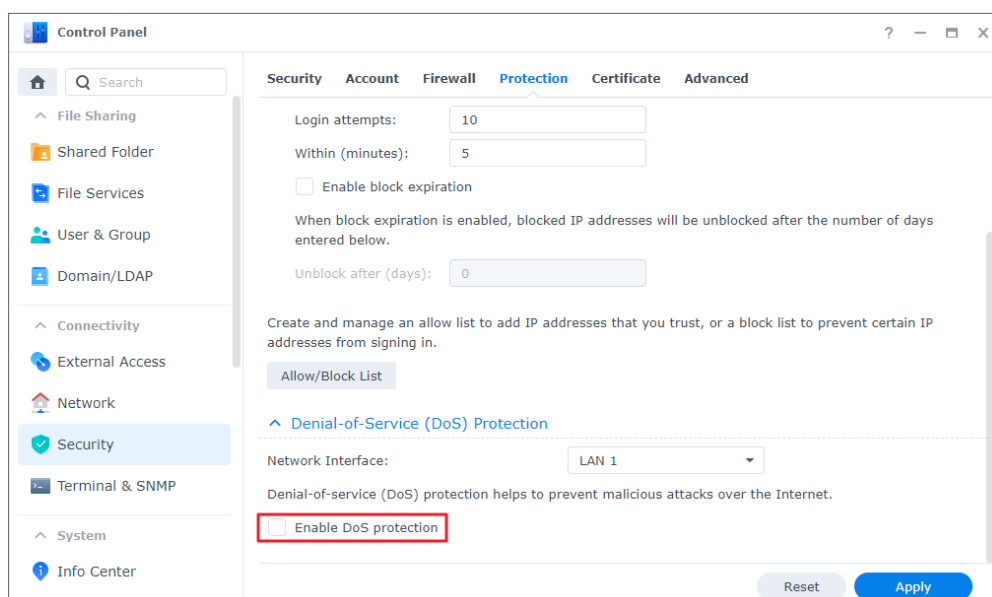 Control Panel
?
Search
File Sharing
Shared Folder
File Services
User & Group
Domain/LDAP
Connectivity
External Access
Network
Security
Terminal & SNMP
System
Info Center
Security Account Firewall Protection Certificate Advanced
Login attempts: 10
Within (minutes): 5
Enable block expiration
When block expiration is enabled, blocked IP addresses will be unblocked after the number of days
entered below.
Unblock after (days): 0
Create and manage an allow list to add IP addresses that you trust, or a block list to prevent certain IP
addresses from signing in.
Allow/Block List
Denial-of-Service (DoS) Protection
Network Interface: LAN 1
Denial-of-service (DoS) protection helps to prevent malicious attacks over the Internet.
Enable DoS protection
Reset Apply